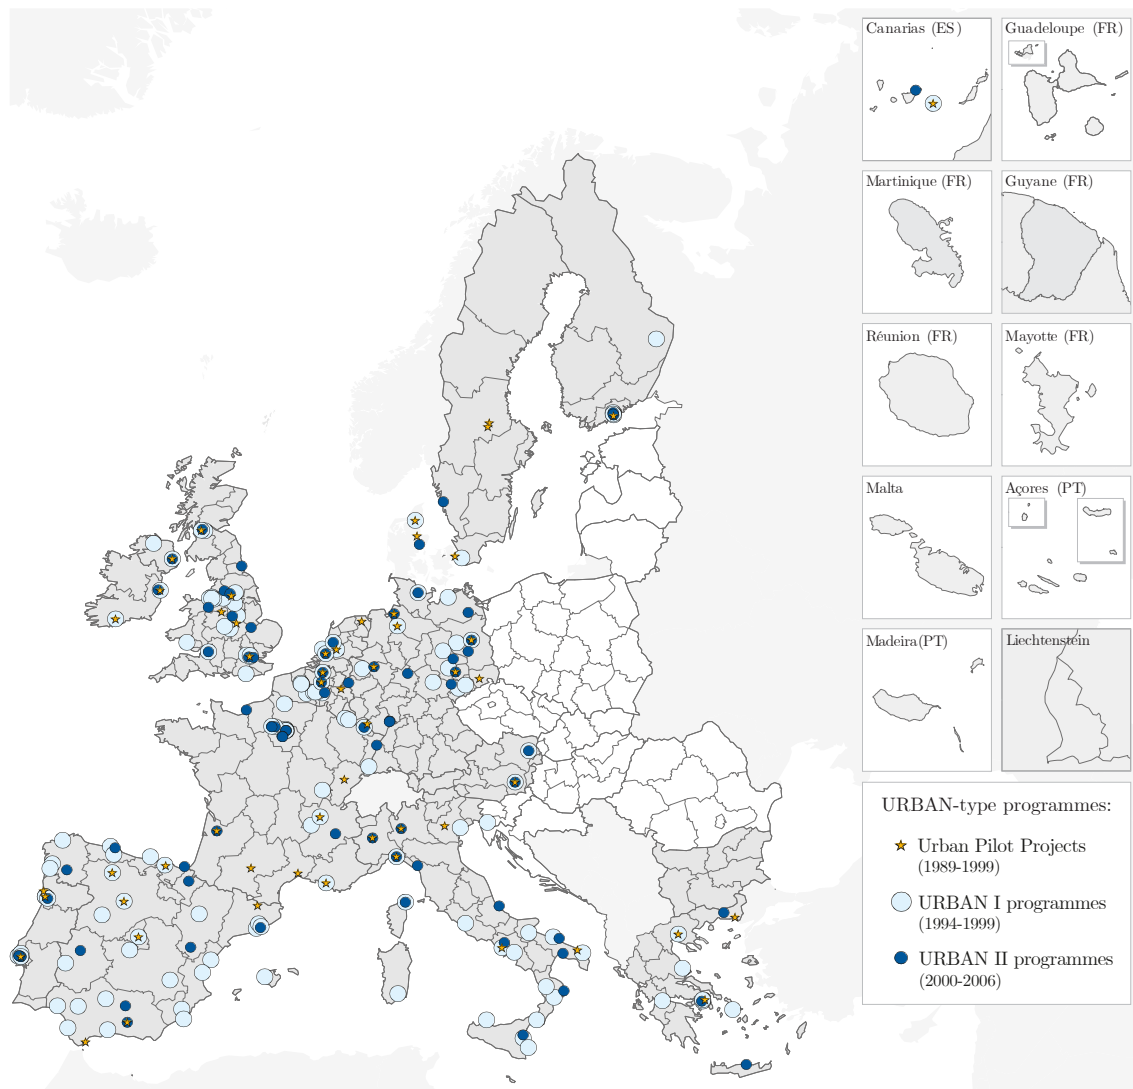 Canarias (ES)
Guadeloupe (FR)
Martinique (FR)
Guyane (FR)
Réunion (FR)
Mayotte (FR)
Malta
Açores (PT)
Madeira(PT)
Liechtenstein
URBAN-type programmes:
Urban Pilot Projects
(1989-1999)
URBAN I programmes
(1994-1999)
URBAN II programmes
(2000-2006)